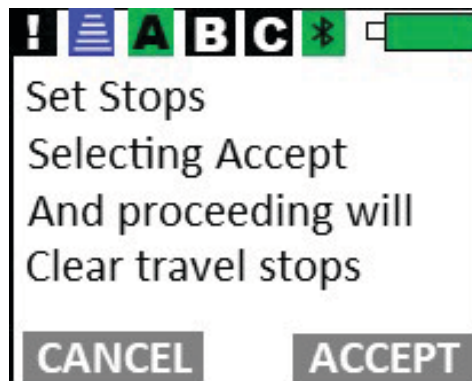 ! A B C
Set Stops
Selecting Accept
And proceeding will
Clear travel stops
CANCEL ACCEPT